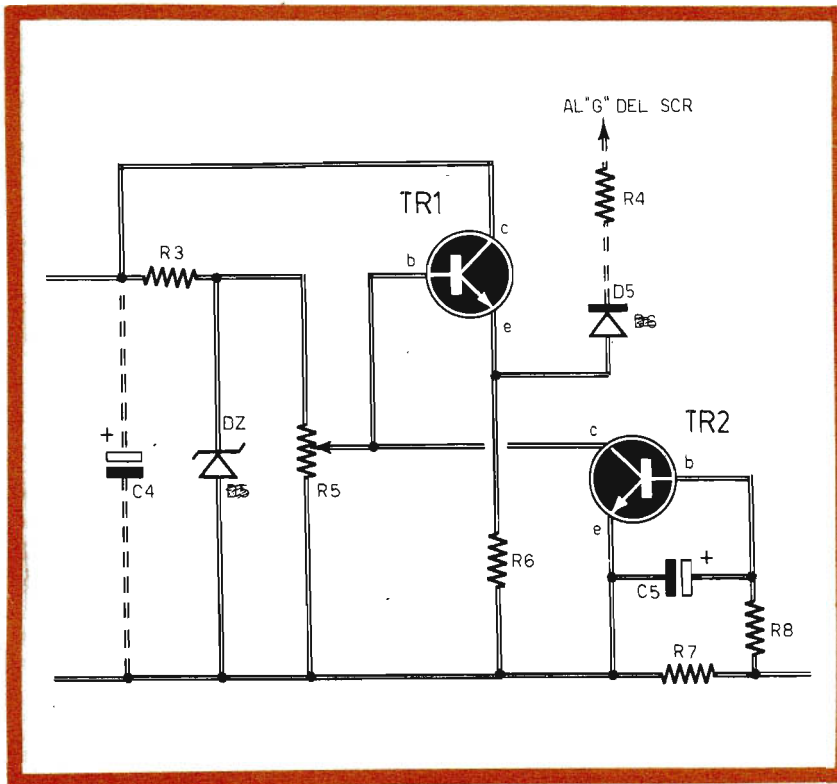 AL"G" DEL SCR
R4
TR1
c
R3
b
D5
e
DZ
TR2
c
b
+
R5
C4
e
R6
+
C5
R8
R7